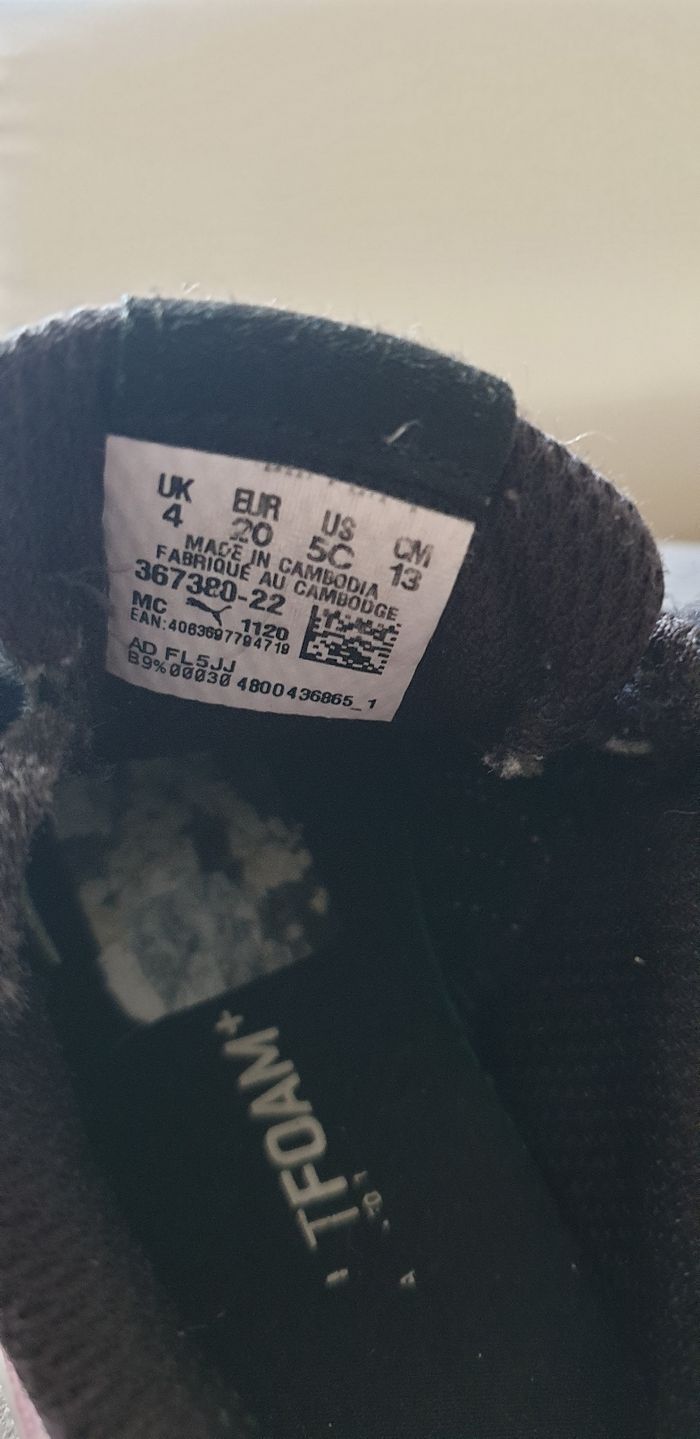 UK EUR US CM
4 20 5C 13
MADE IN CAMBODIA
FABRIQUE AU CAMBODGE
367380-22
MC 1120
EAN:4063697794719
AD FL5JJ
B9%00030 4800436865_1
TFOAM+